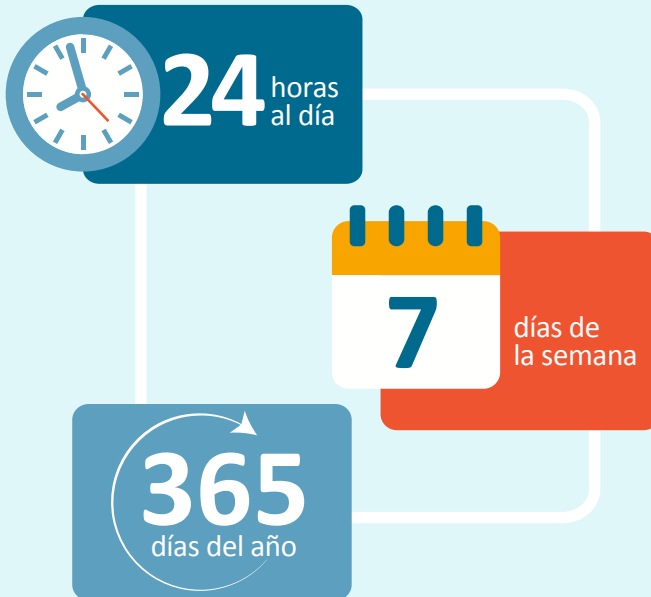 24 horas
al día
7
días de
la semana
365
días del año